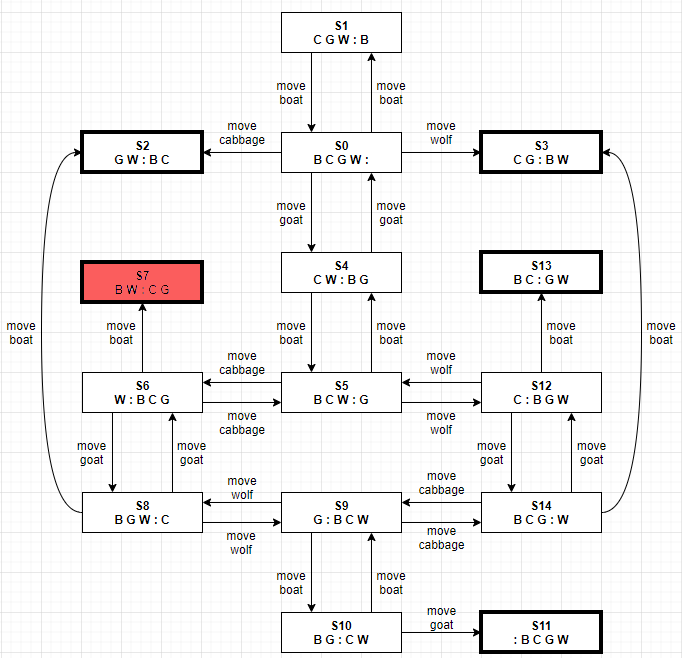 S1
C G W : B
move
boat
move
boat
S2
G W : B C
move
cabbage
S0
B C G W :
move
wolf
S3
C G : B W
move
goat
move
goat
S7
B W : C G
S4
C W : B G
S13
B C : G W
move
boat
move
boat
move
boat
move
boat
move
boat
move
boat
move
cabbage
move
wolf
S6
W : B C G
S5
B C W : G
S12
C : B G W
move
cabbage
move
wolf
move
goat
move
goat
move
goat
move
goat
move
wolf
move
cabbage
S8
B G W : C
S9
G : B C W
S14
B C G : W
move
wolf
move
cabbage
move
boat
move
boat
S10
B G : C W
move
goat
S11
: B C G W